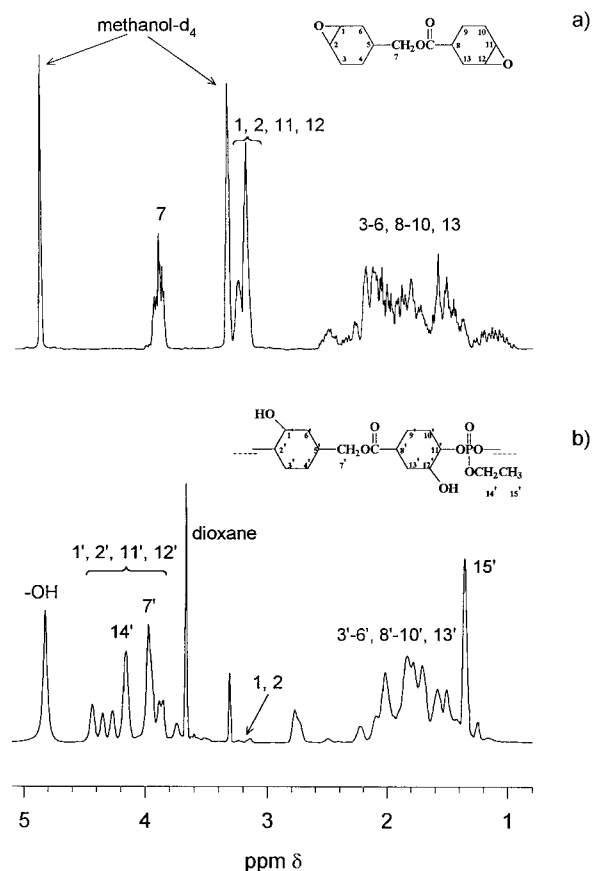 a)
methanol-d4
O 1 6 2 5 CH2OC 8 9 10 11 O
7 3 4 13 12 O
1, 2, 11, 12
7
3-6, 8-10, 13
b)
HO 1' 6' 9' 10' O
2' 5' CH2OC 8' 11' OPO
3' 4' 7' 13' 12' OCH2CH3
OH 14' 15'
dioxane
1', 2', 11', 12'
-OH
14'
7'
15'
3'-6', 8'-10', 13'
1, 2
5 4 3 2 1
ppm δ